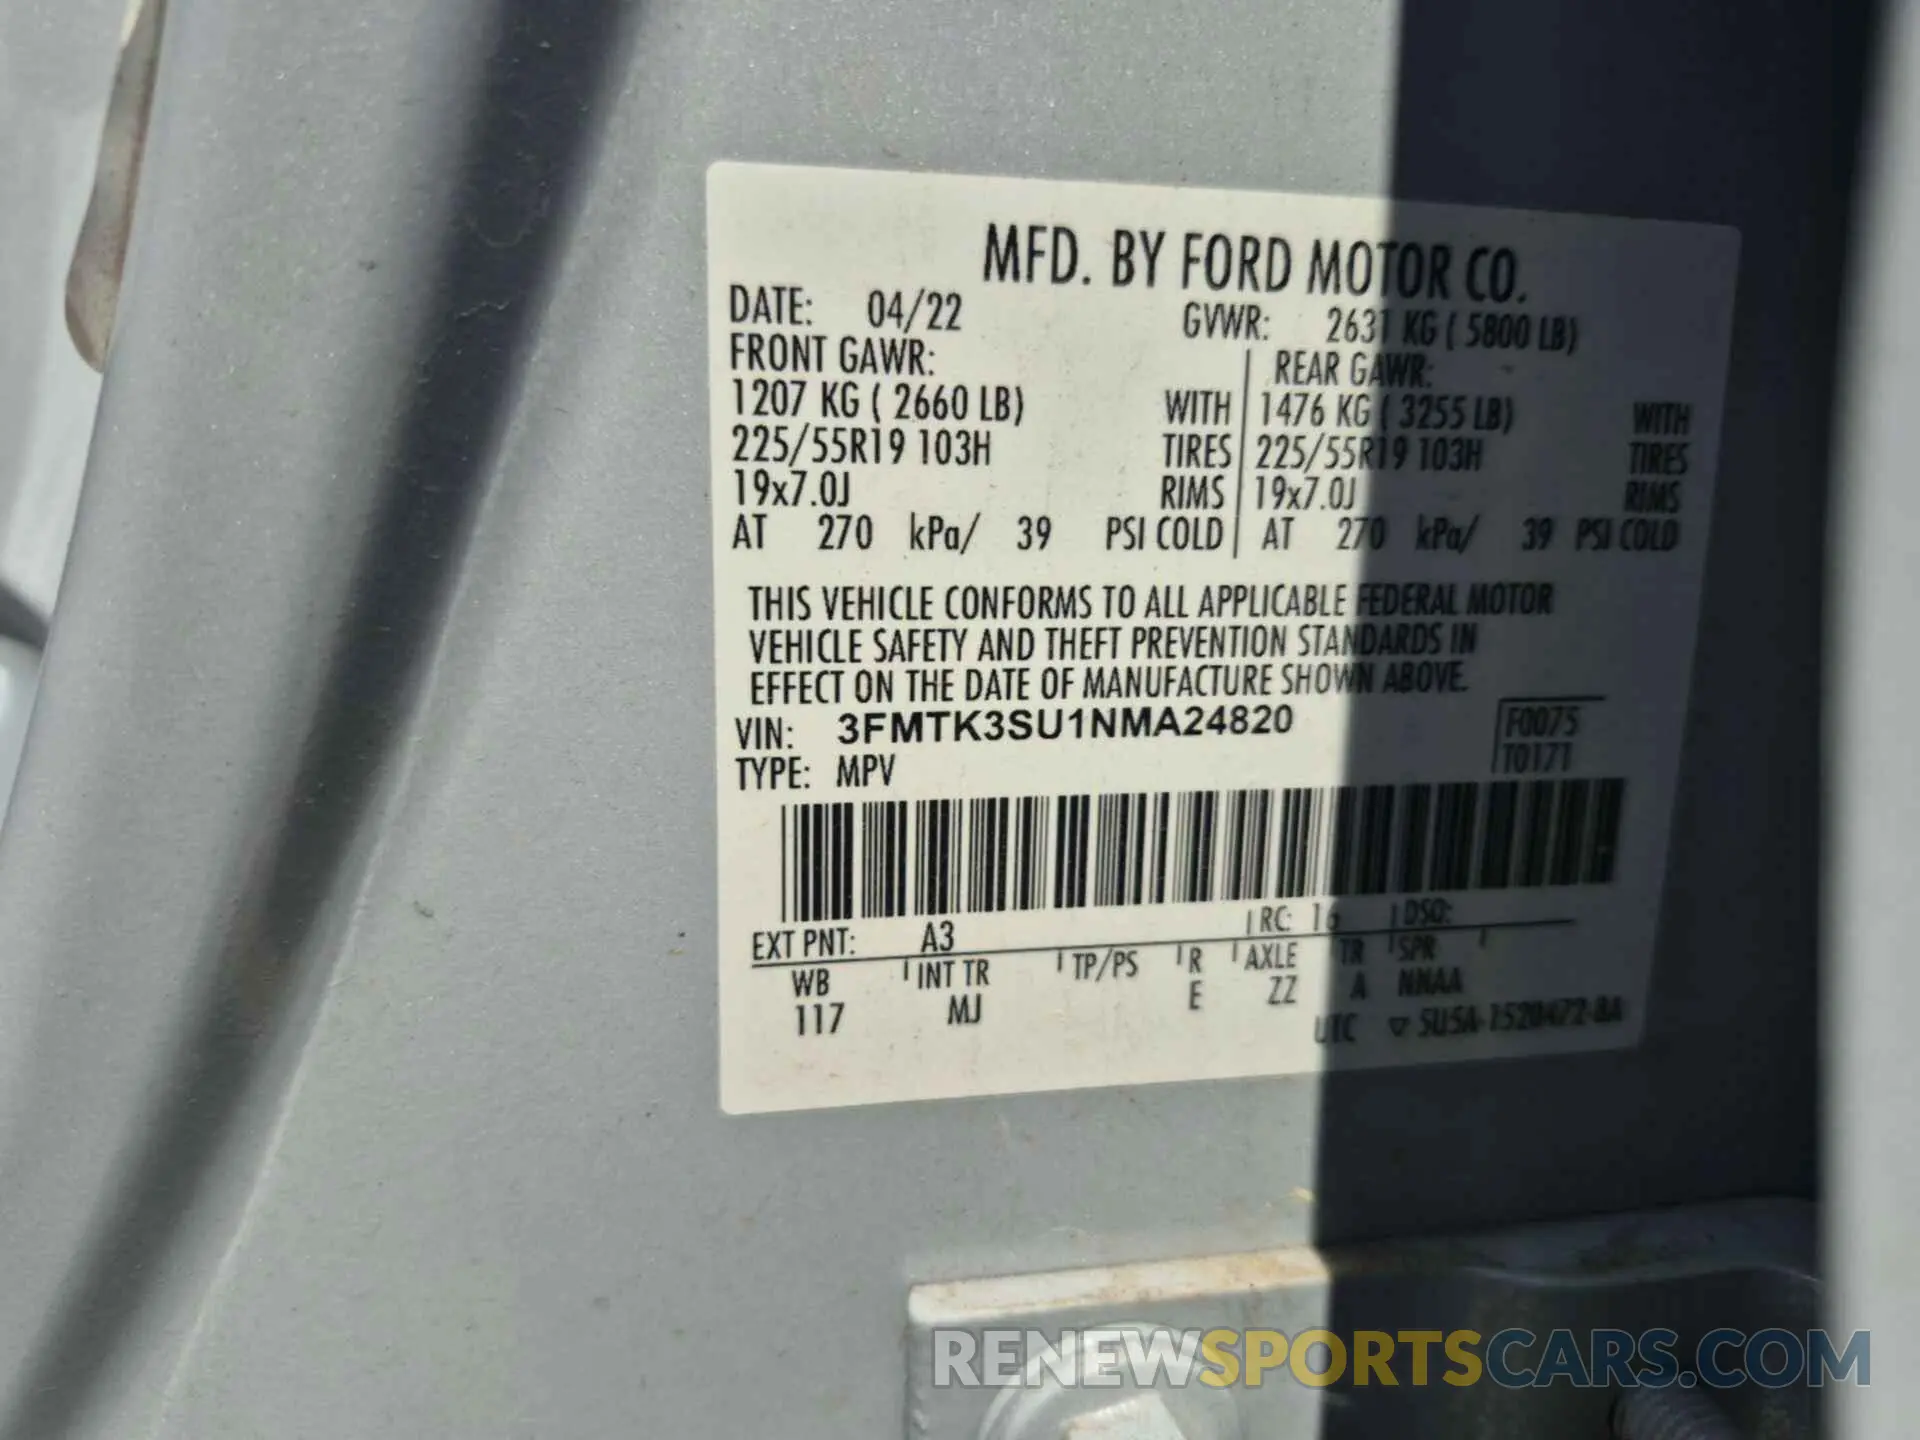 MFD. BY FORD MOTOR CO.
DATE: 04/22 GVWR: 2631 KG ( 5800 LB)
FRONT GAWR: REAR GAWR:
1207 KG ( 2660 LB) WITH 1476 KG ( 3255 LB) WITH
225/55R19 103H TIRES 225/55R19 103H TIRES
19x7.0J RIMS 19x7.0J RIMS
AT 270 kPa/ 39 PSI COLD AT 270 kPa/ 39 PSI COLD
THIS VEHICLE CONFORMS TO ALL APPLICABLE FEDERAL MOTOR
VEHICLE SAFETY AND THEFT PREVENTION STANDARDS IN
EFFECT ON THE DATE OF MANUFACTURE SHOWN ABOVE.
VIN: 3FMTK3SU1NMA24820 F0075
TYPE: MPV T0171
EXT PNT: A3 RC: 16 DSO:
WB INT TR TP/PS R AXLE TR SPR
117 MJ E ZZ A NNAA
UTC ▽ 5U5A-1520472-BA
RENEWSPORTSCARS.COM